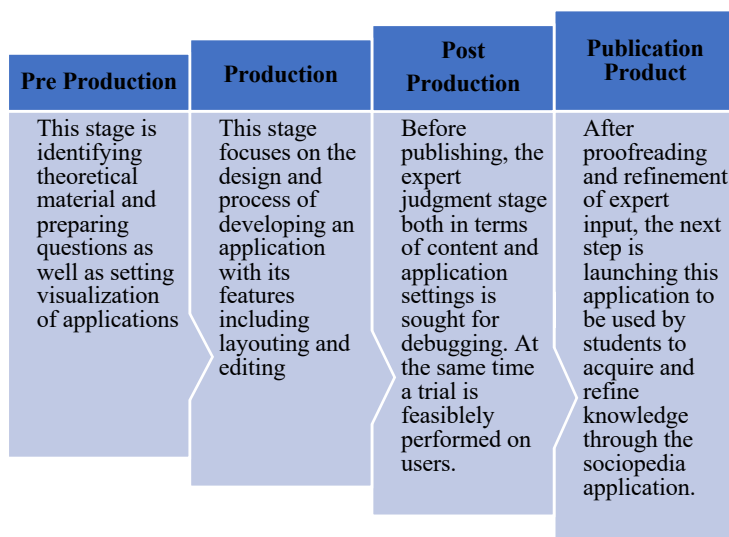 Pre Production
This stage is
identifying
theoretical
material and
preparing
questions as
well as setting
visualization
of applications
Production
This stage
focuses on the
design and
process of
developing an
application
with its
features
including
layouting and
editing
Post
Production
Before
publishing, the
expert
judgment stage
both in terms
of content and
application
settings is
sought for
debugging. At
the same time
a trial is
feasiblely
performed on
users.
Publication
Product
After
proofreading
and refinement
of expert
input, the next
step is
launching this
application to
be used by
students to
acquire and
refine
knowledge
through the
sociopedia
application.